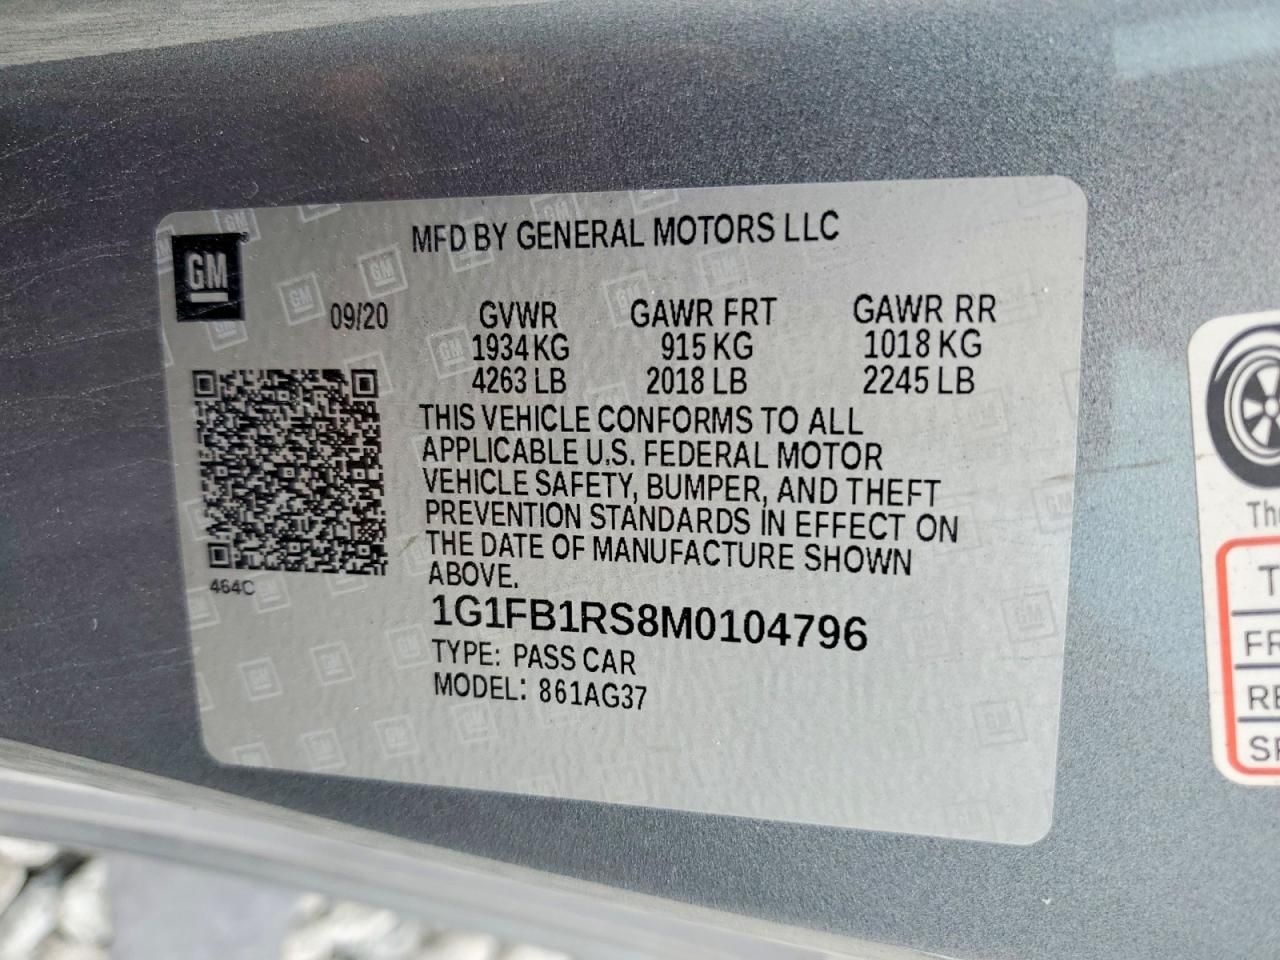 MFD BY GENERAL MOTORS LLC
GM
09/20
GVWR GAWR FRT GAWR RR
1934 KG 915 KG 1018 KG
4263 LB 2018 LB 2245 LB
THIS VEHICLE CONFORMS TO ALL
APPLICABLE U.S. FEDERAL MOTOR
VEHICLE SAFETY, BUMPER, AND THEFT
PREVENTION STANDARDS IN EFFECT ON
THE DATE OF MANUFACTURE SHOWN
ABOVE.
464C
1G1FB1RS8M0104796
TYPE: PASS CAR
MODEL: 861AG37